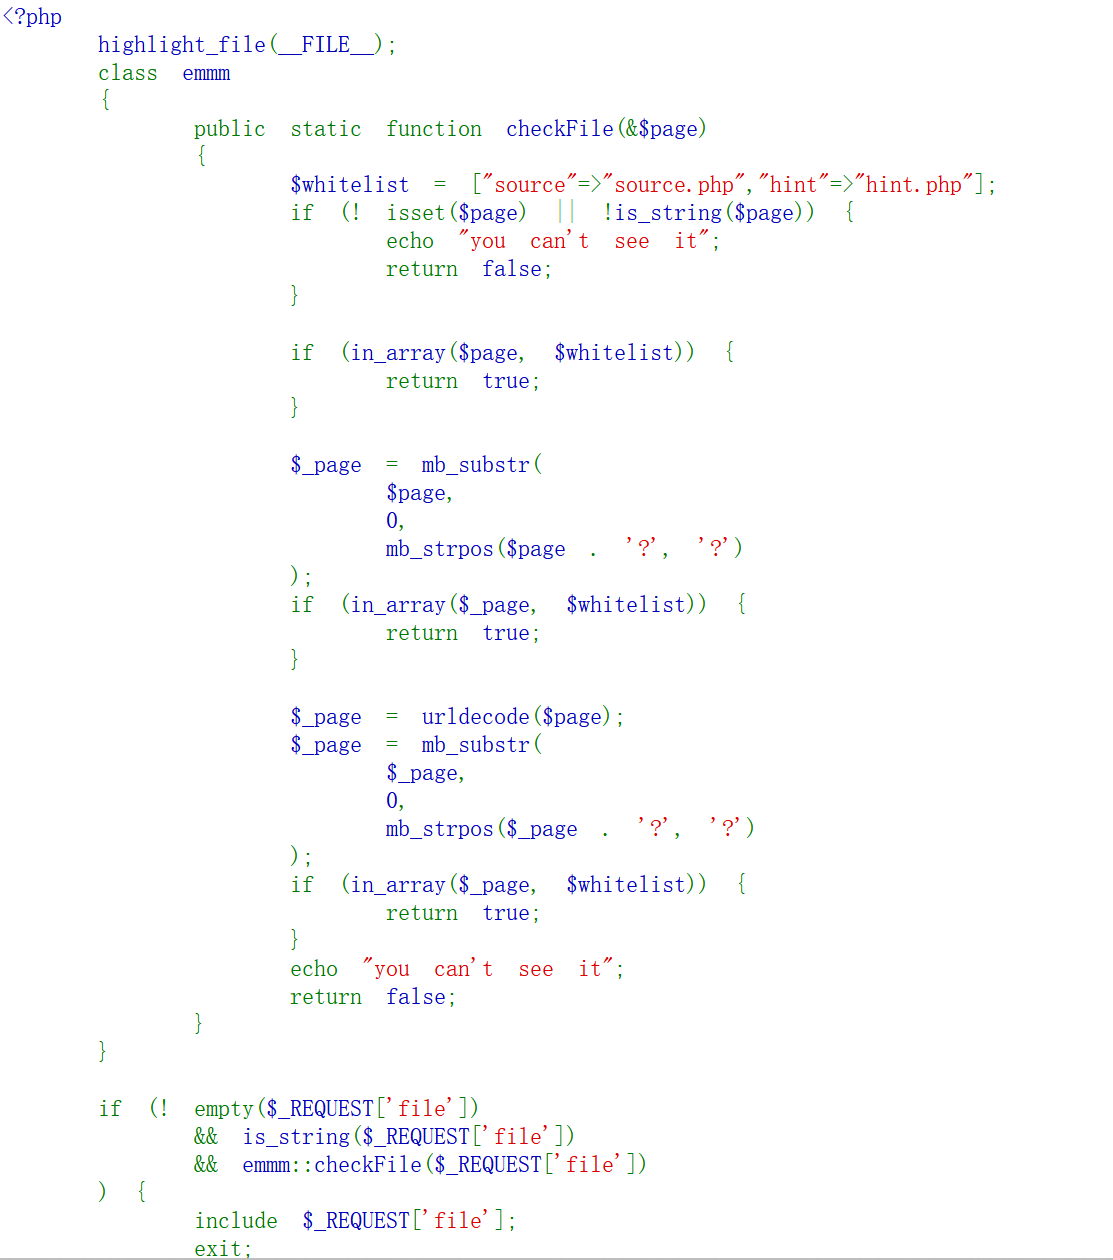 <?php
highlight_file(__FILE__);
class emmm
{
public static function checkFile(&$page)
{
$whitelist = ["source"=>"source.php","hint"=>"hint.php"];
if (! isset($page) || !is_string($page)) {
echo "you can't see it";
return false;
}
if (in_array($page, $whitelist)) {
return true;
}
$_page = mb_substr(
$page,
0,
mb_strpos($page . '?', '?')
);
if (in_array($_page, $whitelist)) {
return true;
}
$_page = urldecode($page);
$_page = mb_substr(
$_page,
0,
mb_strpos($_page . '?', '?')
);
if (in_array($_page, $whitelist)) {
return true;
}
echo "you can't see it";
return false;
}
}
if (! empty($_REQUEST['file'])
&& is_string($_REQUEST['file'])
&& emmm::checkFile($_REQUEST['file'])
) {
include $_REQUEST['file'];
exit;